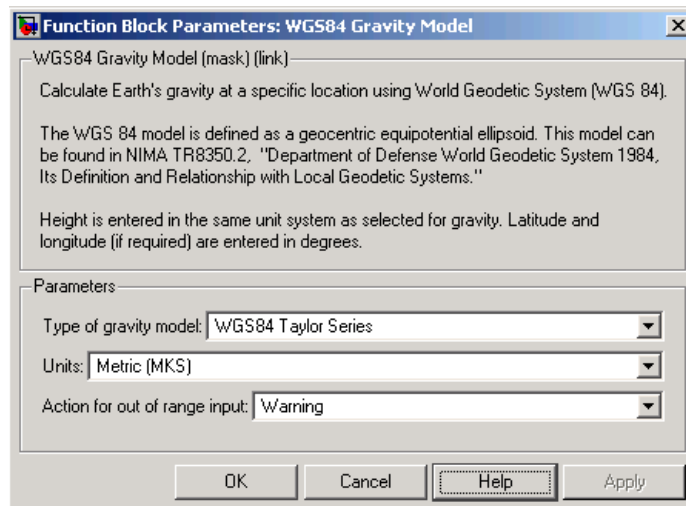 Function Block Parameters: WGS84 Gravity Model
WGS84 Gravity Model (mask) (link)
Calculate Earth's gravity at a specific location using World Geodetic System (WGS 84).
The WGS 84 model is defined as a geocentric equipotential ellipsoid. This model can
be found in NIMA TR8350.2, "Department of Defense World Geodetic System 1984,
Its Definition and Relationship with Local Geodetic Systems."
Height is entered in the same unit system as selected for gravity. Latitude and
longitude (if required) are entered in degrees.
Parameters
Type of gravity model: WGS84 Taylor Series
Units: Metric (MKS)
Action for out of range input: Warning
OK Cancel Help Apply